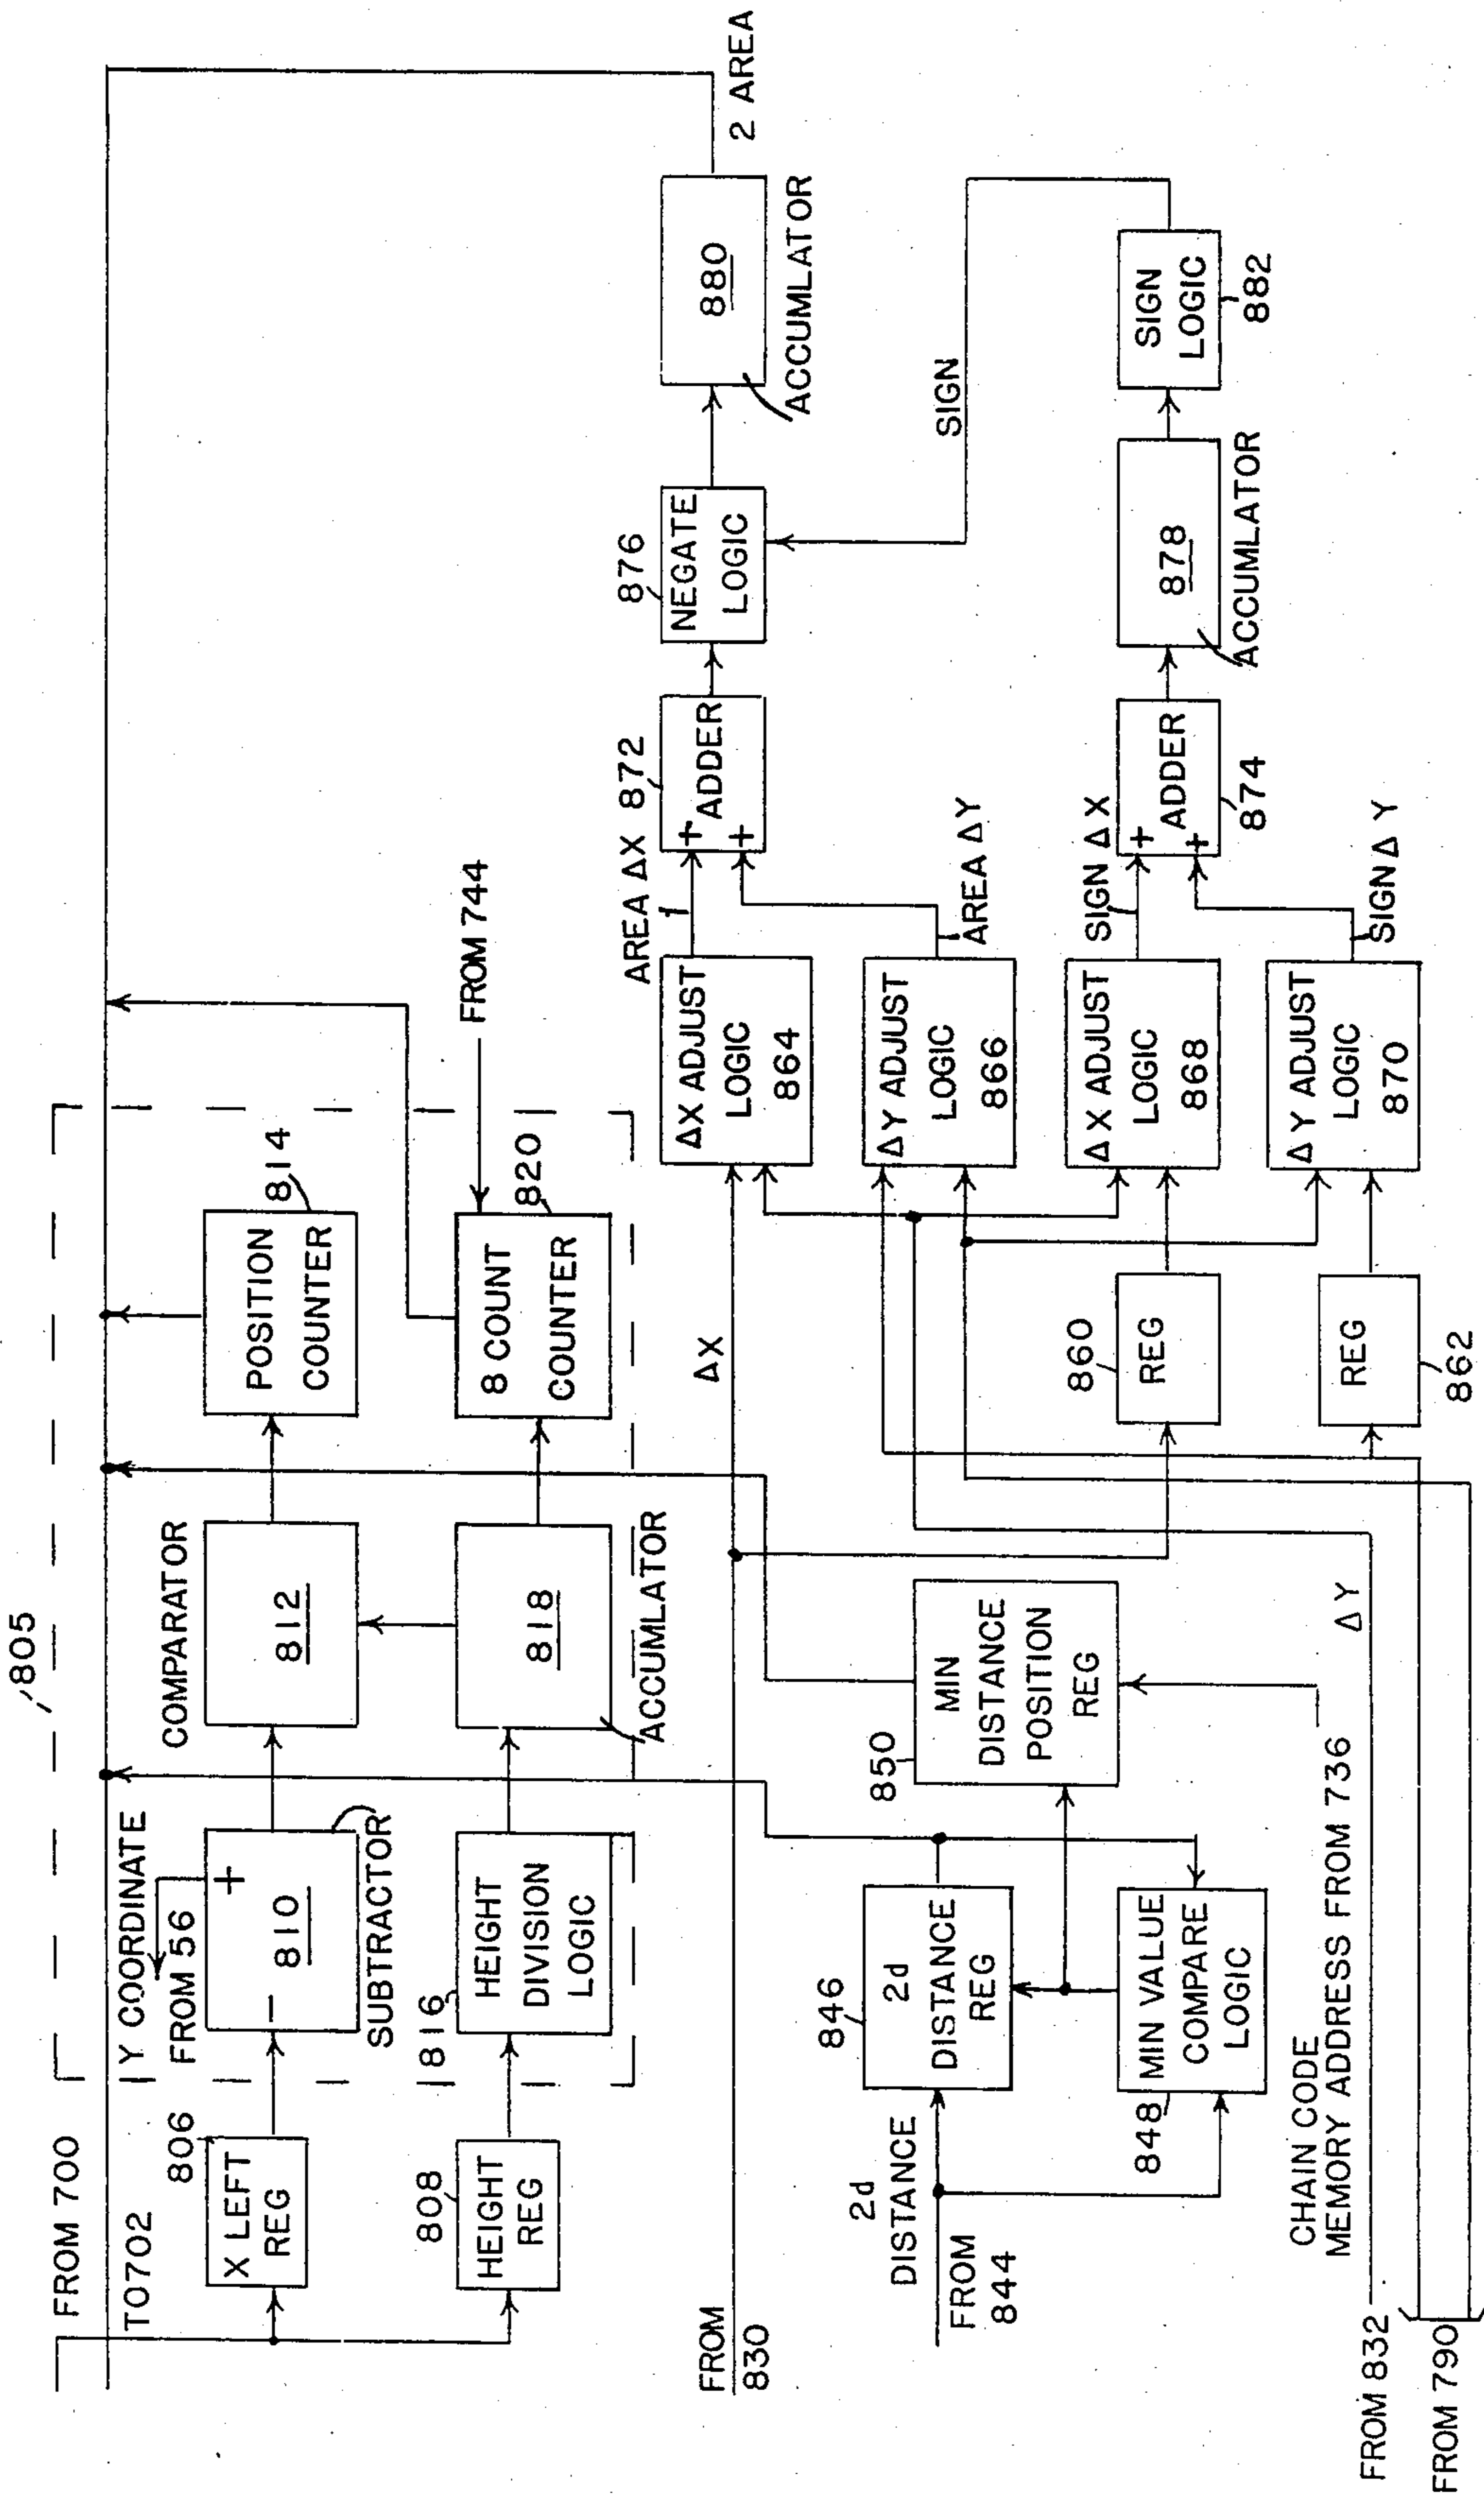 805
FROM 700
TO702
806
X LEFT
REG
Y COORDINATE
FROM 56
+
-
810
SUBTRACTOR
COMPARATOR
812
POSITION
COUNTER
814
808
HEIGHT
REG
816
HEIGHT
DIVISION
LOGIC
818
ACCUMLATOR
8 COUNT
COUNTER
820
FROM 744
FROM
830
ΔX
ΔX ADJUST
LOGIC
864
AREA ΔX
872
+
+
ADDER
876
NEGATE
LOGIC
880
ACCUMLATOR
2 AREA
2d
DISTANCE
FROM
844
846
2d
DISTANCE
REG
848
MIN VALUE
COMPARE
LOGIC
850
MIN
DISTANCE
POSITION
REG
CHAIN CODE
MEMORY ADDRESS FROM 736
ΔY
ΔY ADJUST
LOGIC
866
AREA ΔY
SIGN
860
REG
ΔX ADJUST
LOGIC
868
SIGN ΔX
+
+
ADDER
874
878
ACCUMLATOR
SIGN
LOGIC
882
862
REG
ΔY ADJUST
LOGIC
870
SIGN Δ Y
FROM 832
FROM 790